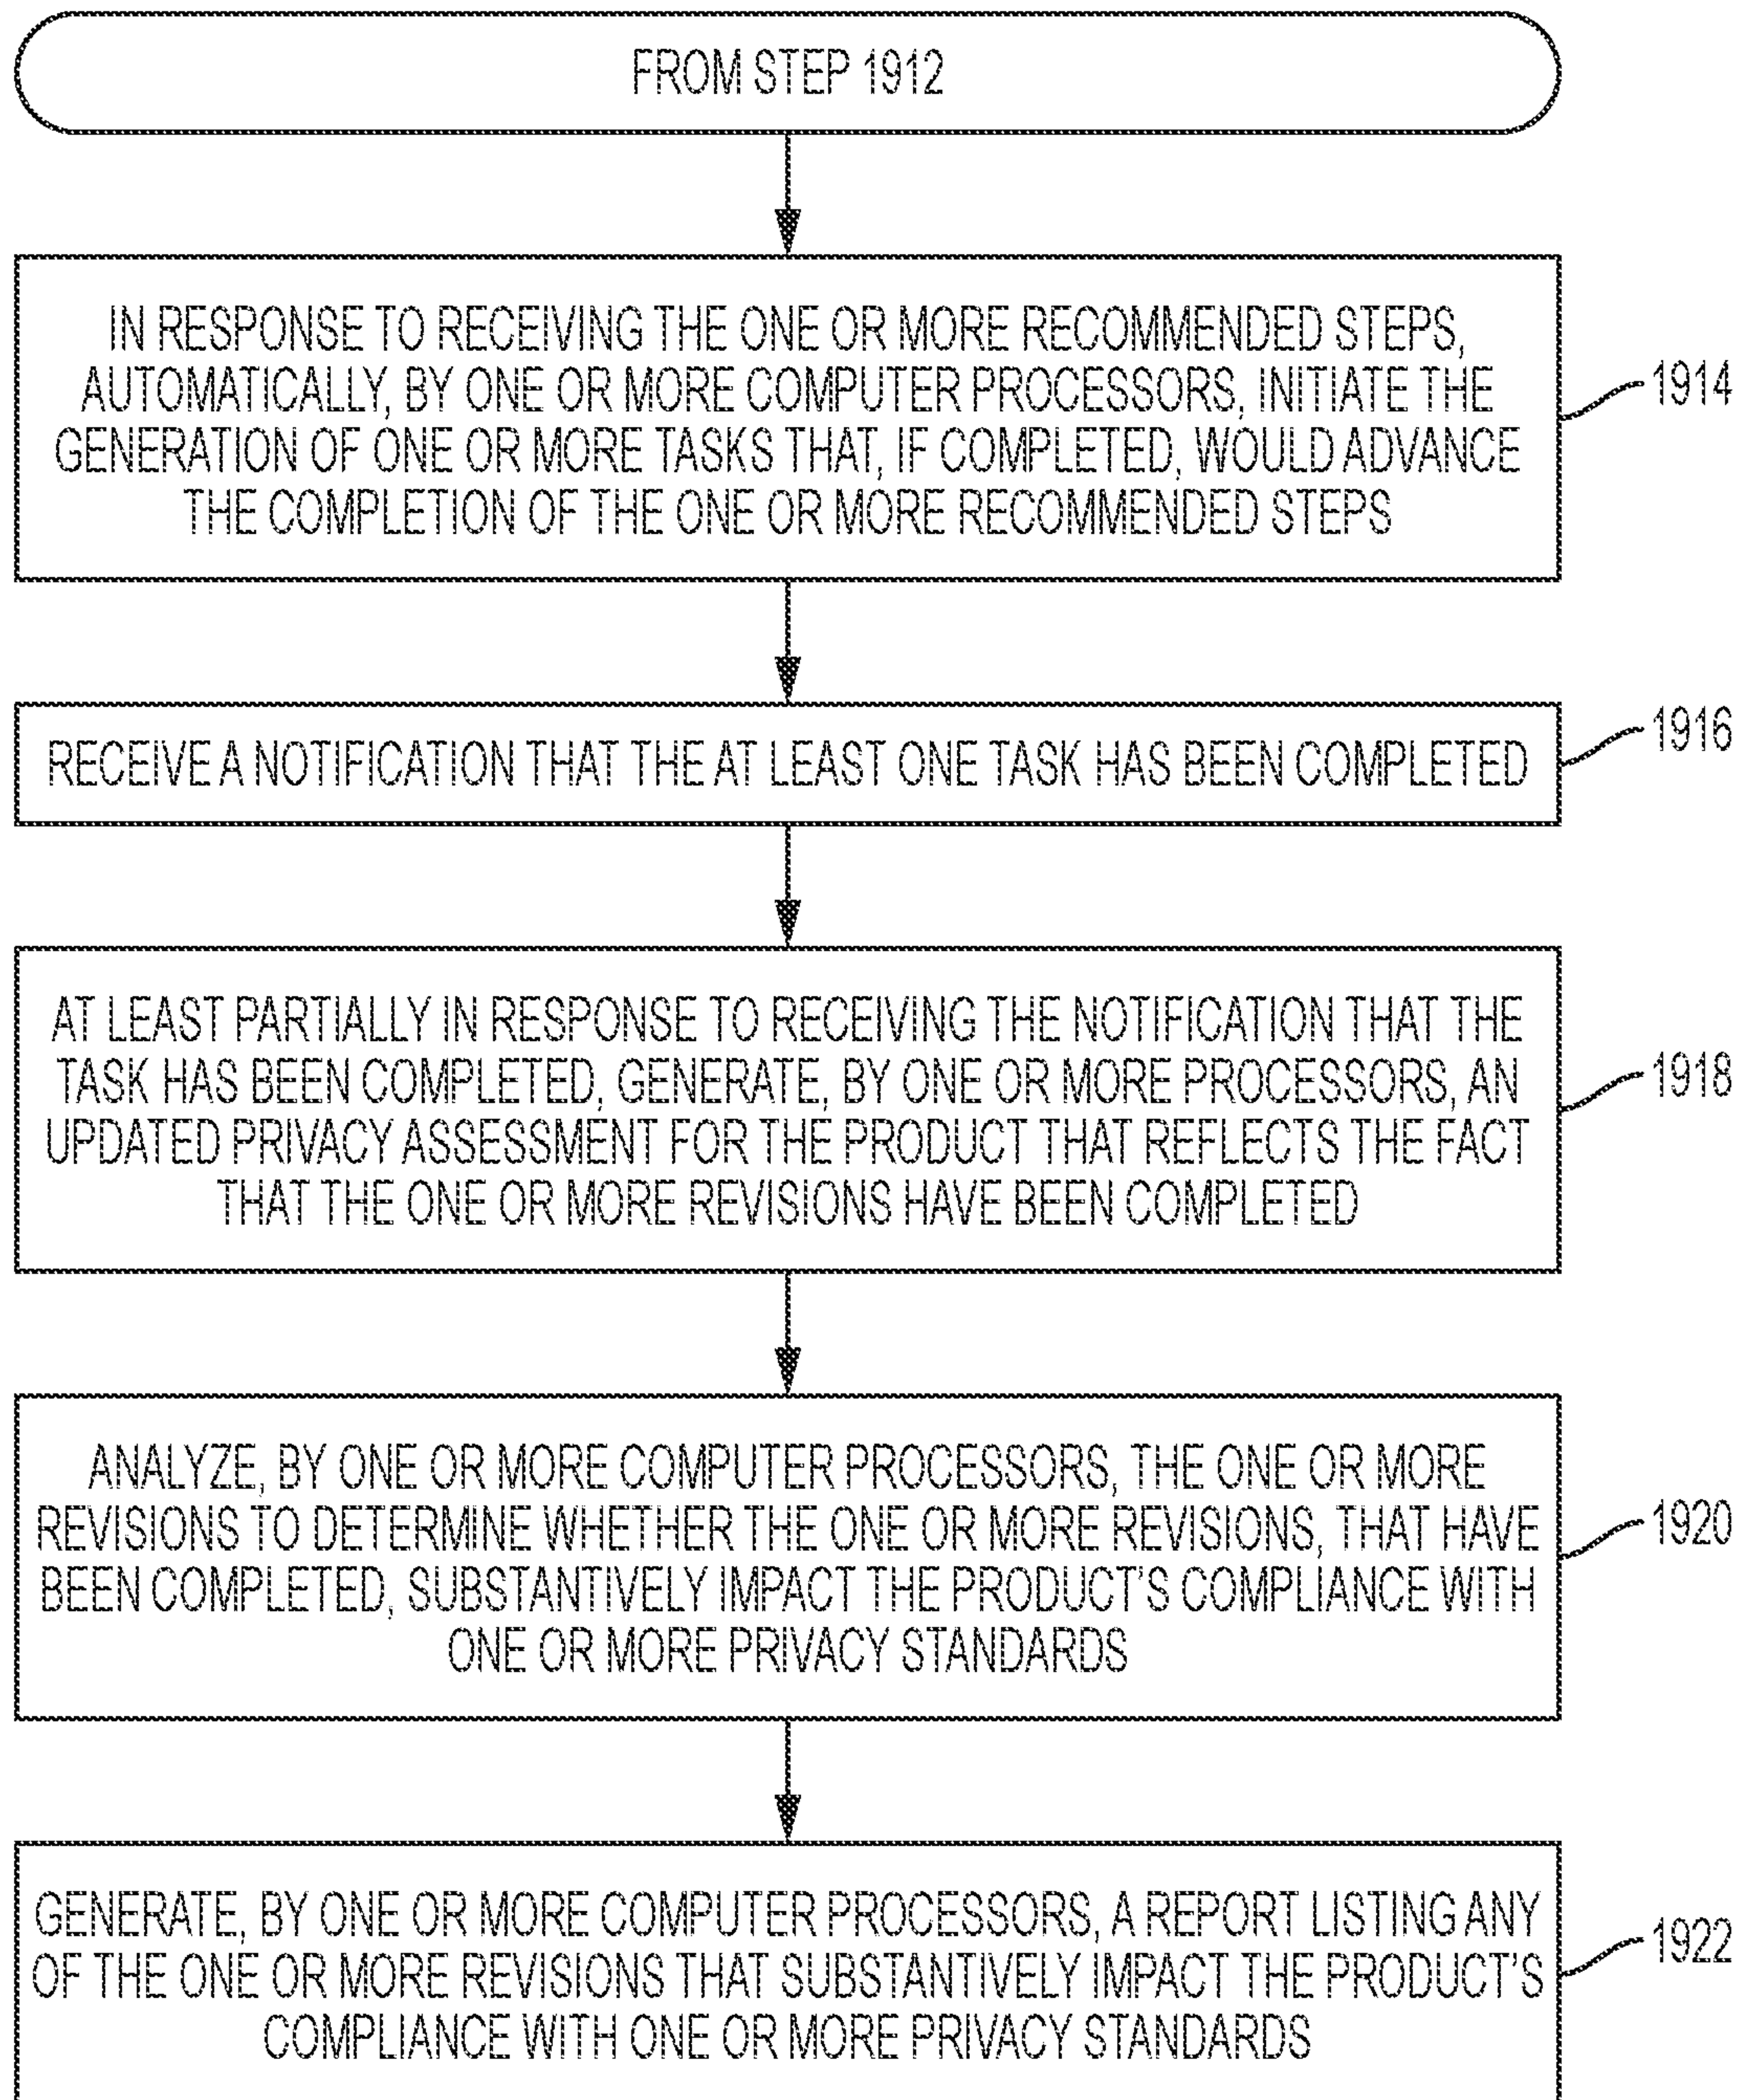 FROM STEP 1912
IN RESPONSE TO RECEIVING THE ONE OR MORE RECOMMENDED STEPS,
AUTOMATICALLY, BY ONE OR MORE COMPUTER PROCESSORS, INITIATE THE
GENERATION OF ONE OR MORE TASKS THAT, IF COMPLETED, WOULD ADVANCE
THE COMPLETION OF THE ONE OR MORE RECOMMENDED STEPS
1914
RECEIVE A NOTIFICATION THAT THE AT LEAST ONE TASK HAS BEEN COMPLETED
1916
AT LEAST PARTIALLY IN RESPONSE TO RECEIVING THE NOTIFICATION THAT THE
TASK HAS BEEN COMPLETED, GENERATE, BY ONE OR MORE PROCESSORS, AN
UPDATED PRIVACY ASSESSMENT FOR THE PRODUCT THAT REFLECTS THE FACT
THAT THE ONE OR MORE REVISIONS HAVE BEEN COMPLETED
1918
ANALYZE, BY ONE OR MORE COMPUTER PROCESSORS, THE ONE OR MORE
REVISIONS TO DETERMINE WHETHER THE ONE OR MORE REVISIONS, THAT HAVE
BEEN COMPLETED, SUBSTANTIVELY IMPACT THE PRODUCT'S COMPLIANCE WITH
ONE OR MORE PRIVACY STANDARDS
1920
GENERATE, BY ONE OR MORE COMPUTER PROCESSORS, A REPORT LISTING ANY
OF THE ONE OR MORE REVISIONS THAT SUBSTANTIVELY IMPACT THE PRODUCT'S
COMPLIANCE WITH ONE OR MORE PRIVACY STANDARDS
1922